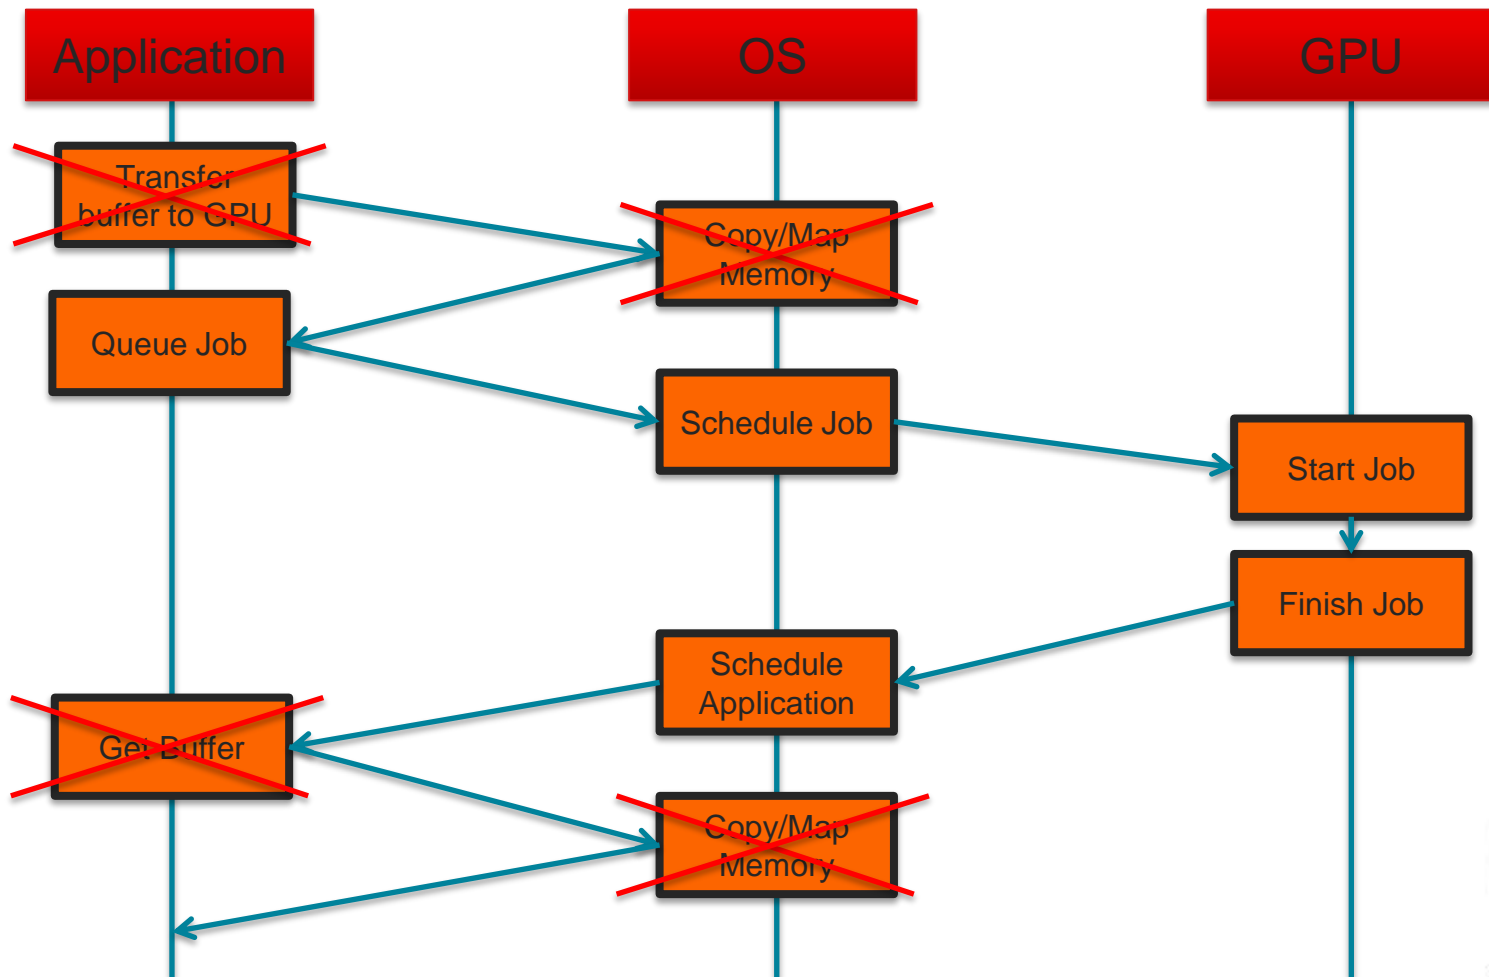 Application
OS
GPU
Transfer
buffer to GPU
Copy/Map
Memory
Queue Job
Schedule Job
Start Job
Finish Job
Schedule
Application
Get Buffer
Copy/Map
Memory